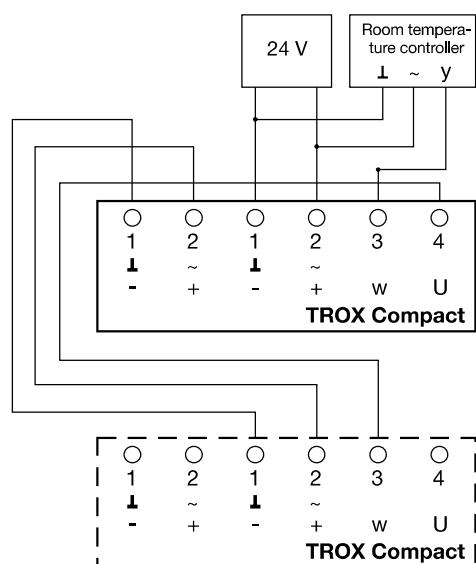 24 V
Room tempera-
ture controller
⊥ ~ y
1 2 1 2 3 4
⊥ ~ ⊥ ~
- + - + w U
TROX Compact
1 2 1 2 3 4
⊥ ~ ⊥ ~
- + - + w U
TROX Compact